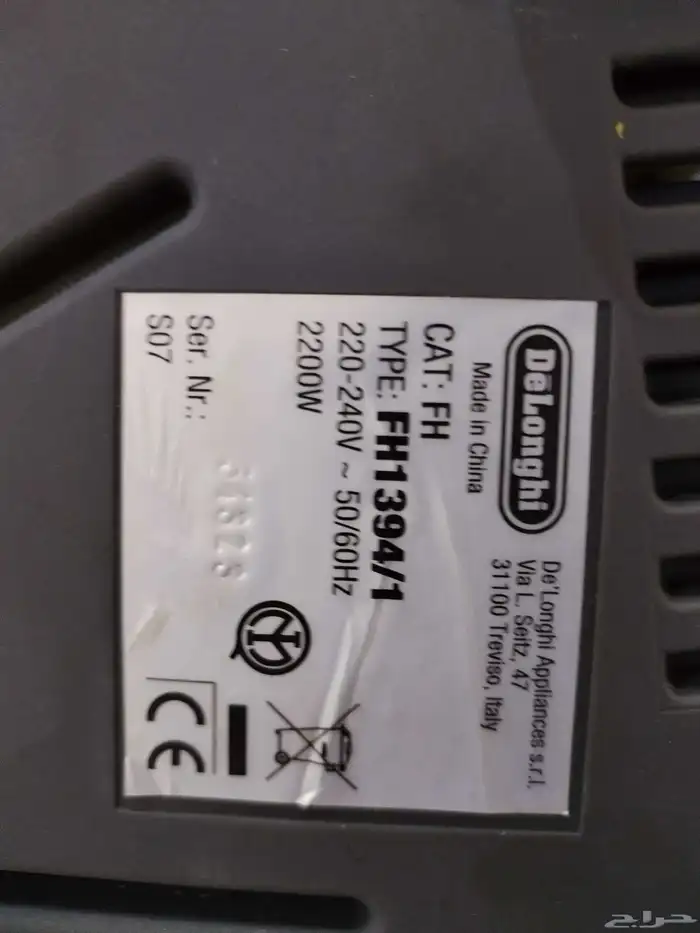 DeLonghi
De'Longhi Appliances s.r.l.
Via L. Seitz, 47
31100 Treviso, Italy
Made in China
CAT: FH
TYPE: FH1394/1
220-240V ~ 50/60Hz
2200W
Ser. Nr.:
S07
CE
حراج